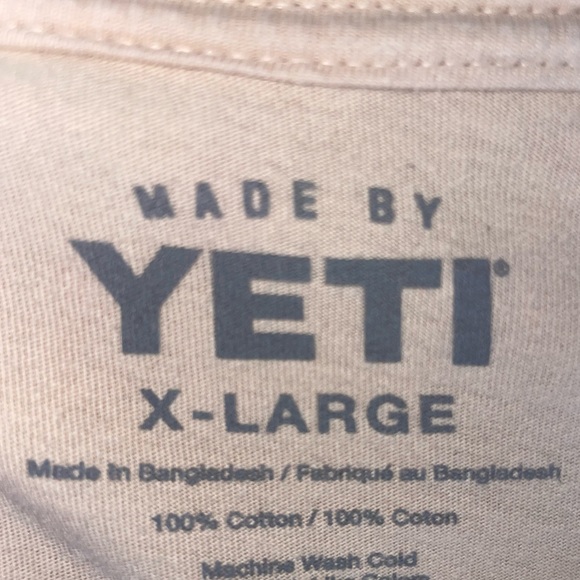 MADE BY
YETI®
X-LARGE
Made in Bangladesh / Fabriqué au Bangladesh
100% Cotton / 100% Coton
Machine Wash Cold